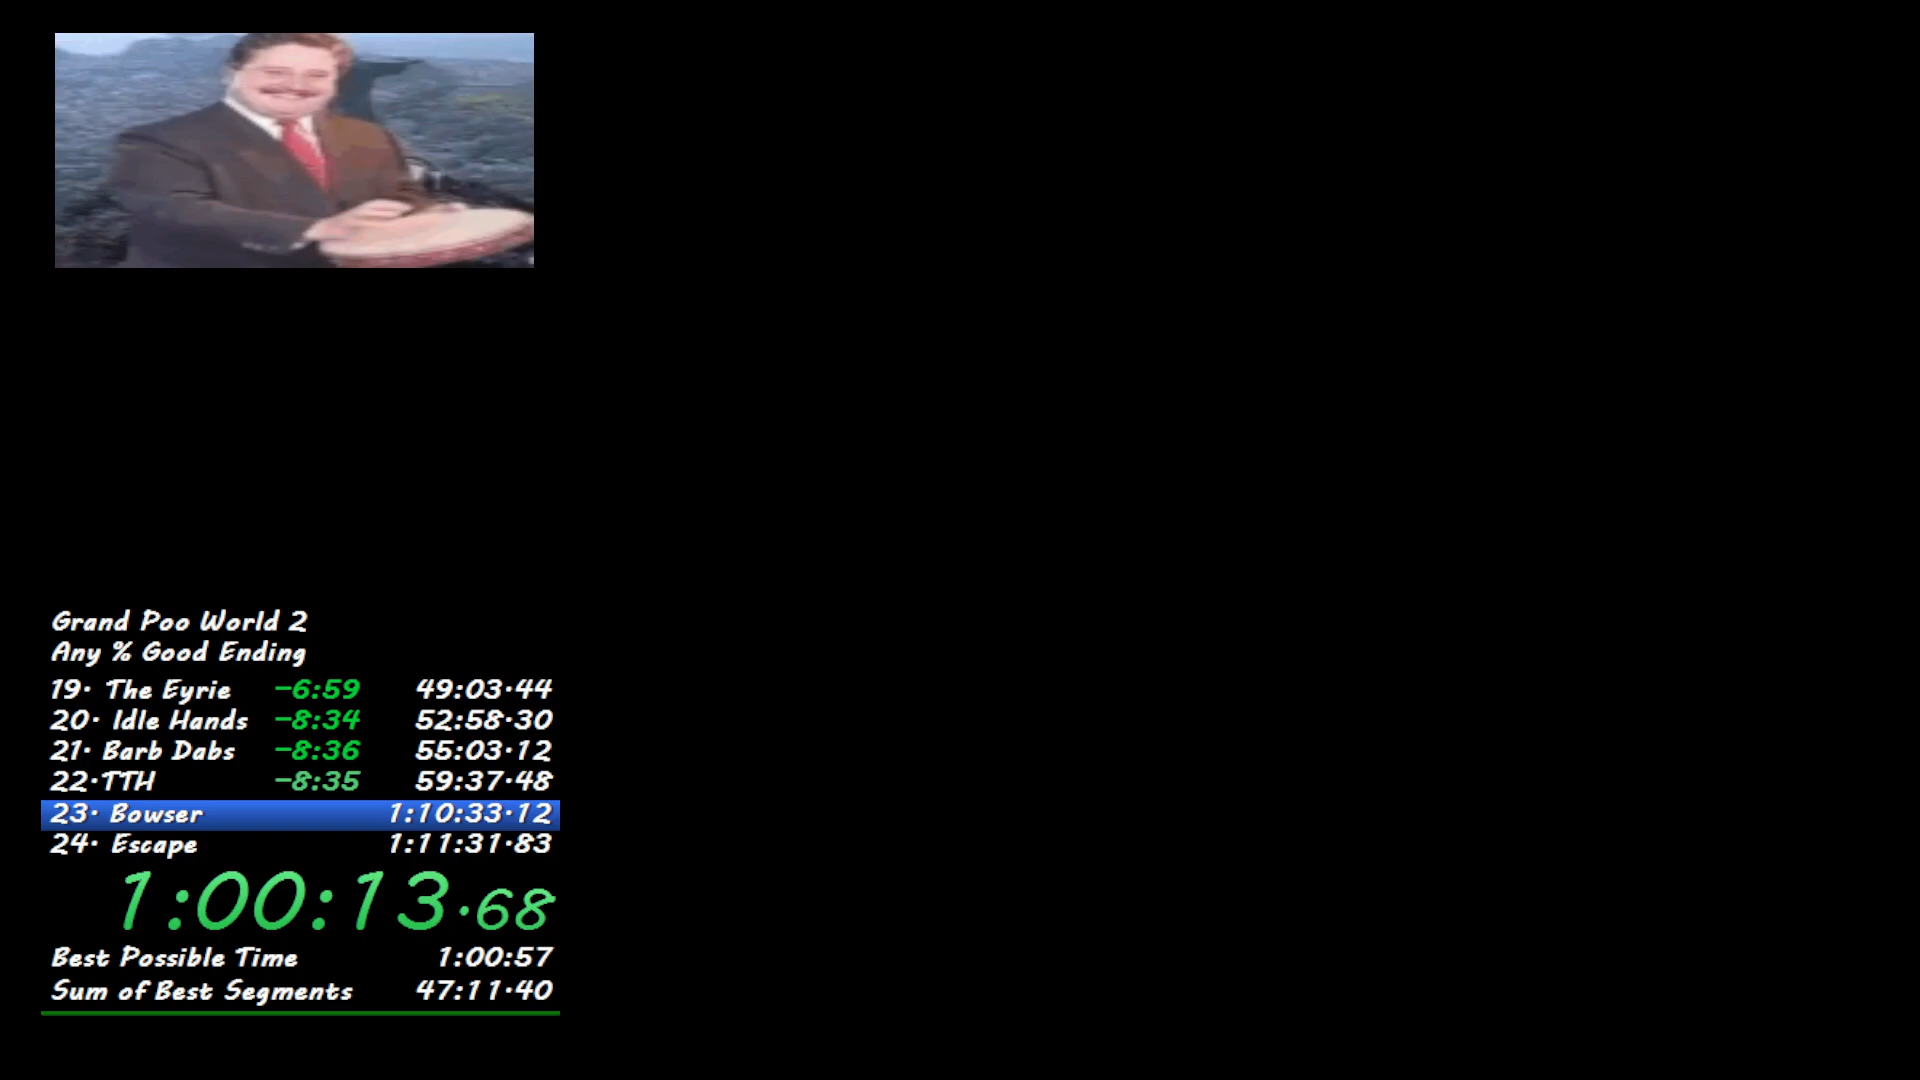 Grand Poo World 2
Any % Good Ending
19. The Eyrie -6:59 49:03.44
20. Idle Hands -8:34 52:58.30
21. Barb Dabs -8:36 55:03.12
22.TTH -8:35 59:37.48
23. Bowser 1:10:33.12
24. Escape 1:11:31.83
1:00:13.68
Best Possible Time 1:00:57
Sum of Best Segments 47:11.40